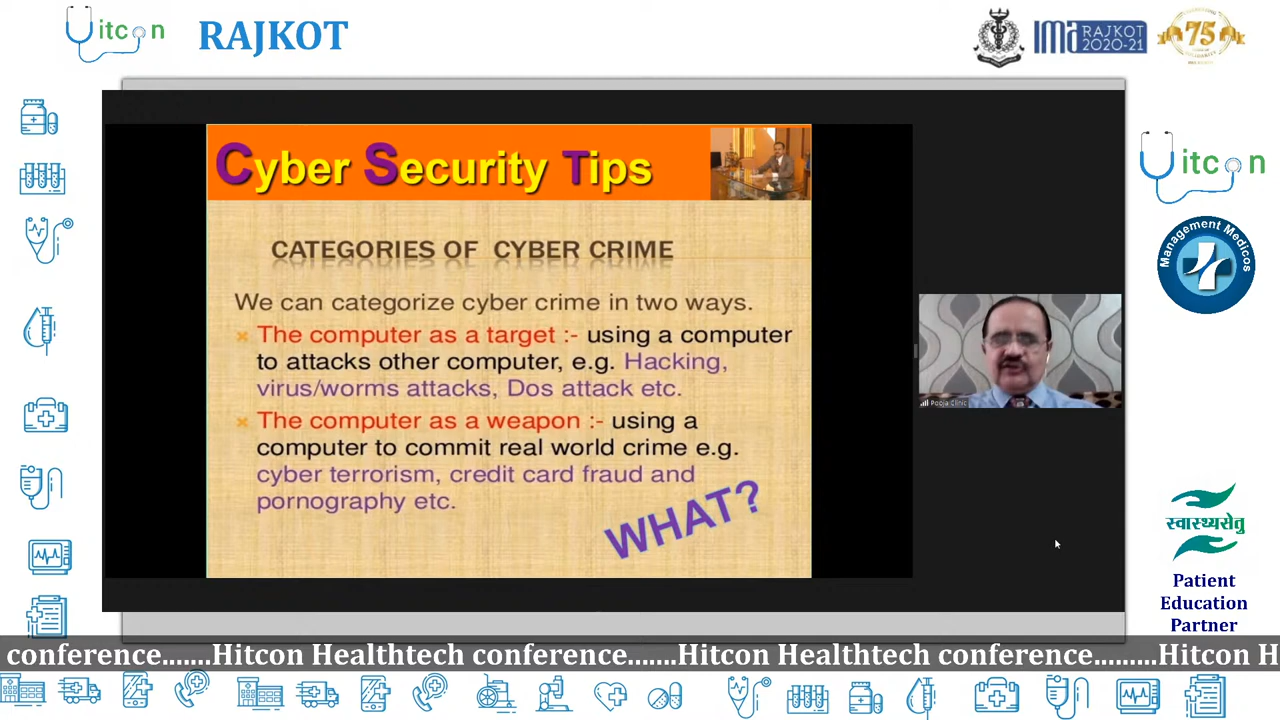 itcon
RAJKOT
ima RAJKOT
2020-21
75
Cyber Security Tips
CATEGORIES OF CYBER CRIME
We can categorize cyber crime in two ways.
The computer as a target :- using a computer
to attacks other computer, e.g. Hacking,
virus/worms attacks, Dos attack etc.
The computer as a weapon :- using a
computer to commit real world crime e.g.
cyber terrorism, credit card fraud and
pornography etc.
WHAT?
Pooja Clinic
itcon
Management Medicos
स्वास्थ्यसेतु
Patient
Education
Partner
conference.......Hitcon Healthtech conference.......Hitcon Healthtech conference.........Hitcon H